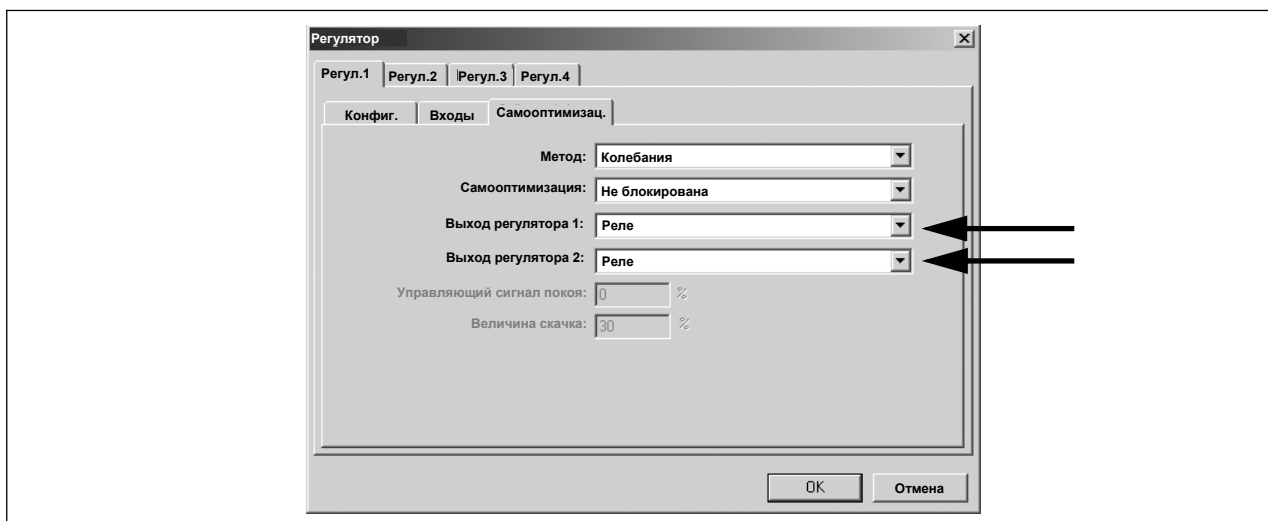 Регулятор
Регул.1 Регул.2 Регул.3 Регул.4
Конфиг. Входы Самооптимизац.
Метод: Колебания
Самооптимизация: Не блокирована
Выход регулятора 1: Реле
Выход регулятора 2: Реле
Управляющий сигнал покоя: 0 %
Величина скачка: 30 %
OK Отмена